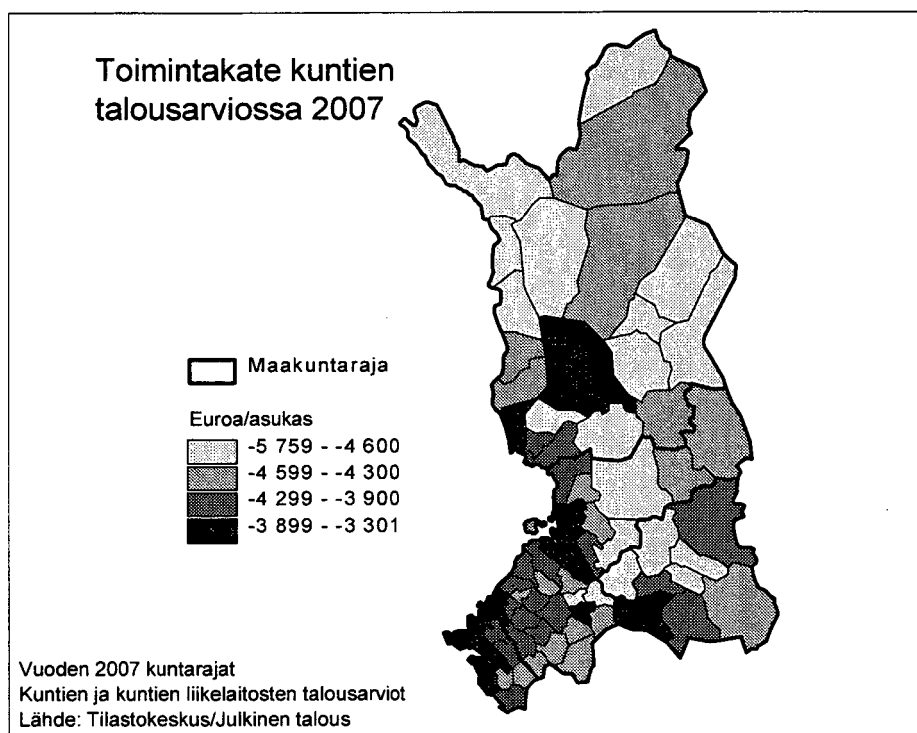 Toimintakate kuntien
talousarviossa 2007
Maakuntaraja
Euroa/asukas
-5 759 - -4 600
-4 599 - -4 300
-4 299 - -3 900
-3 899 - -3 301
Vuoden 2007 kuntarajat
Kuntien ja kuntien liikelaitosten talousarviot
Lähde: Tilastokeskus/Julkinen talous